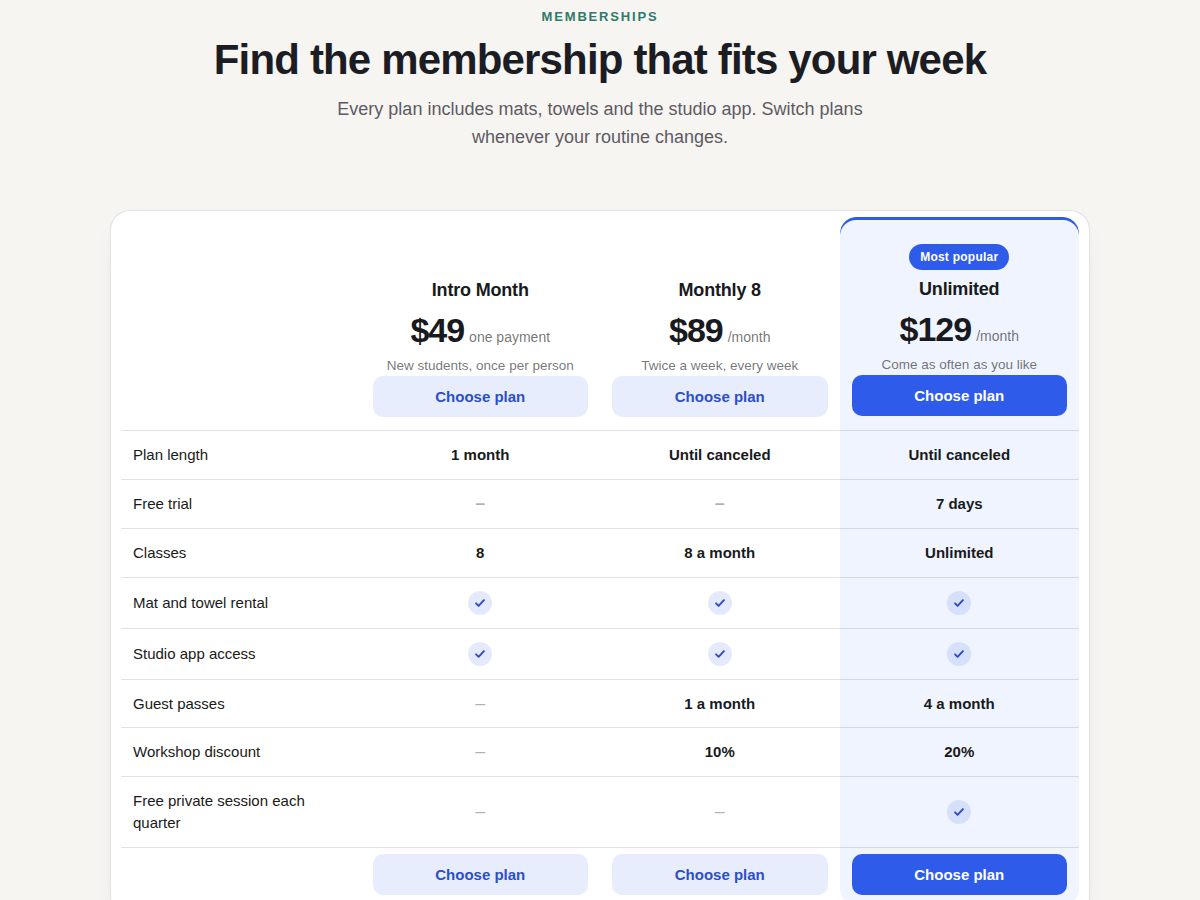 MEMBERSHIPS
Find the membership that fits your week
Every plan includes mats, towels and the studio app. Switch plans
whenever your routine changes.
Most popular
Intro Month Monthly 8 Unlimited
$49 one payment $89 /month $129 /month
New students, once per person Twice a week, every week Come as often as you like
Choose plan Choose plan Choose plan
Plan length 1 month Until canceled Until canceled
Free trial – – 7 days
Classes 8 8 a month Unlimited
Mat and towel rental
Studio app access
Guest passes – 1 a month 4 a month
Workshop discount – 10% 20%
Free private session each
quarter – –
Choose plan Choose plan Choose plan